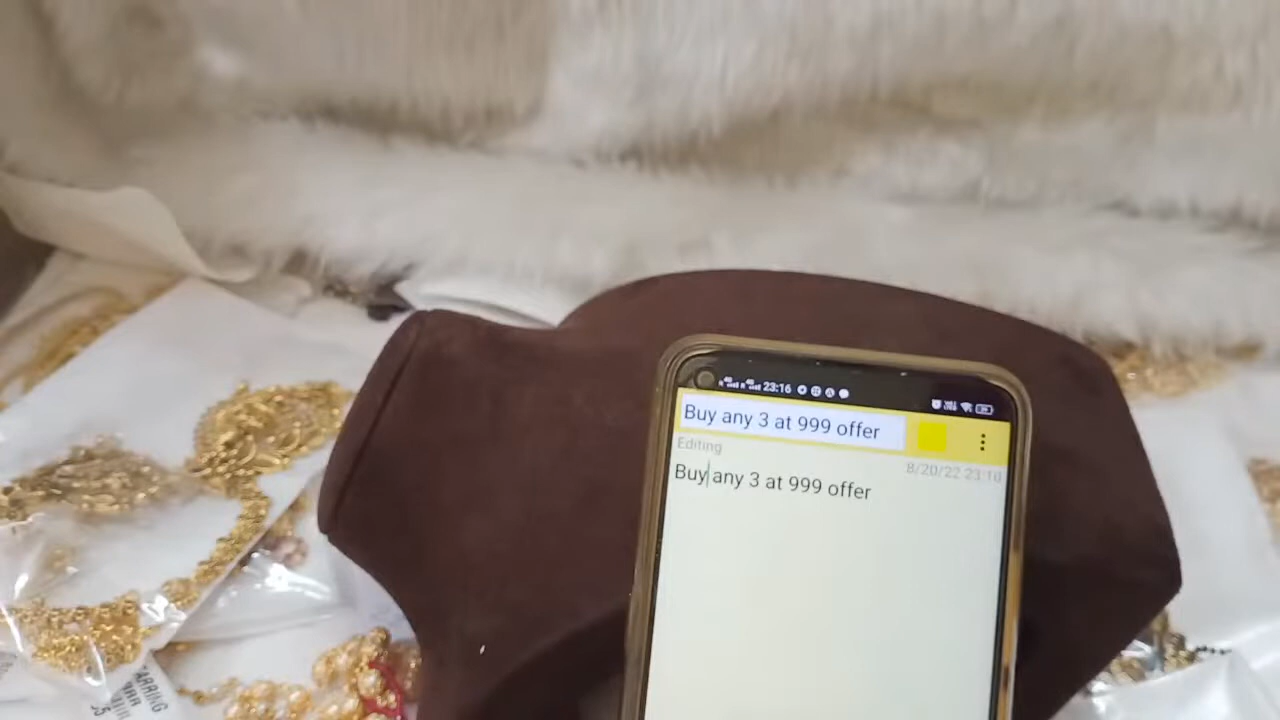 23:16
Buy any 3 at 999 offer
Editing
8/20/22 23:16
Buy any 3 at 999 offer